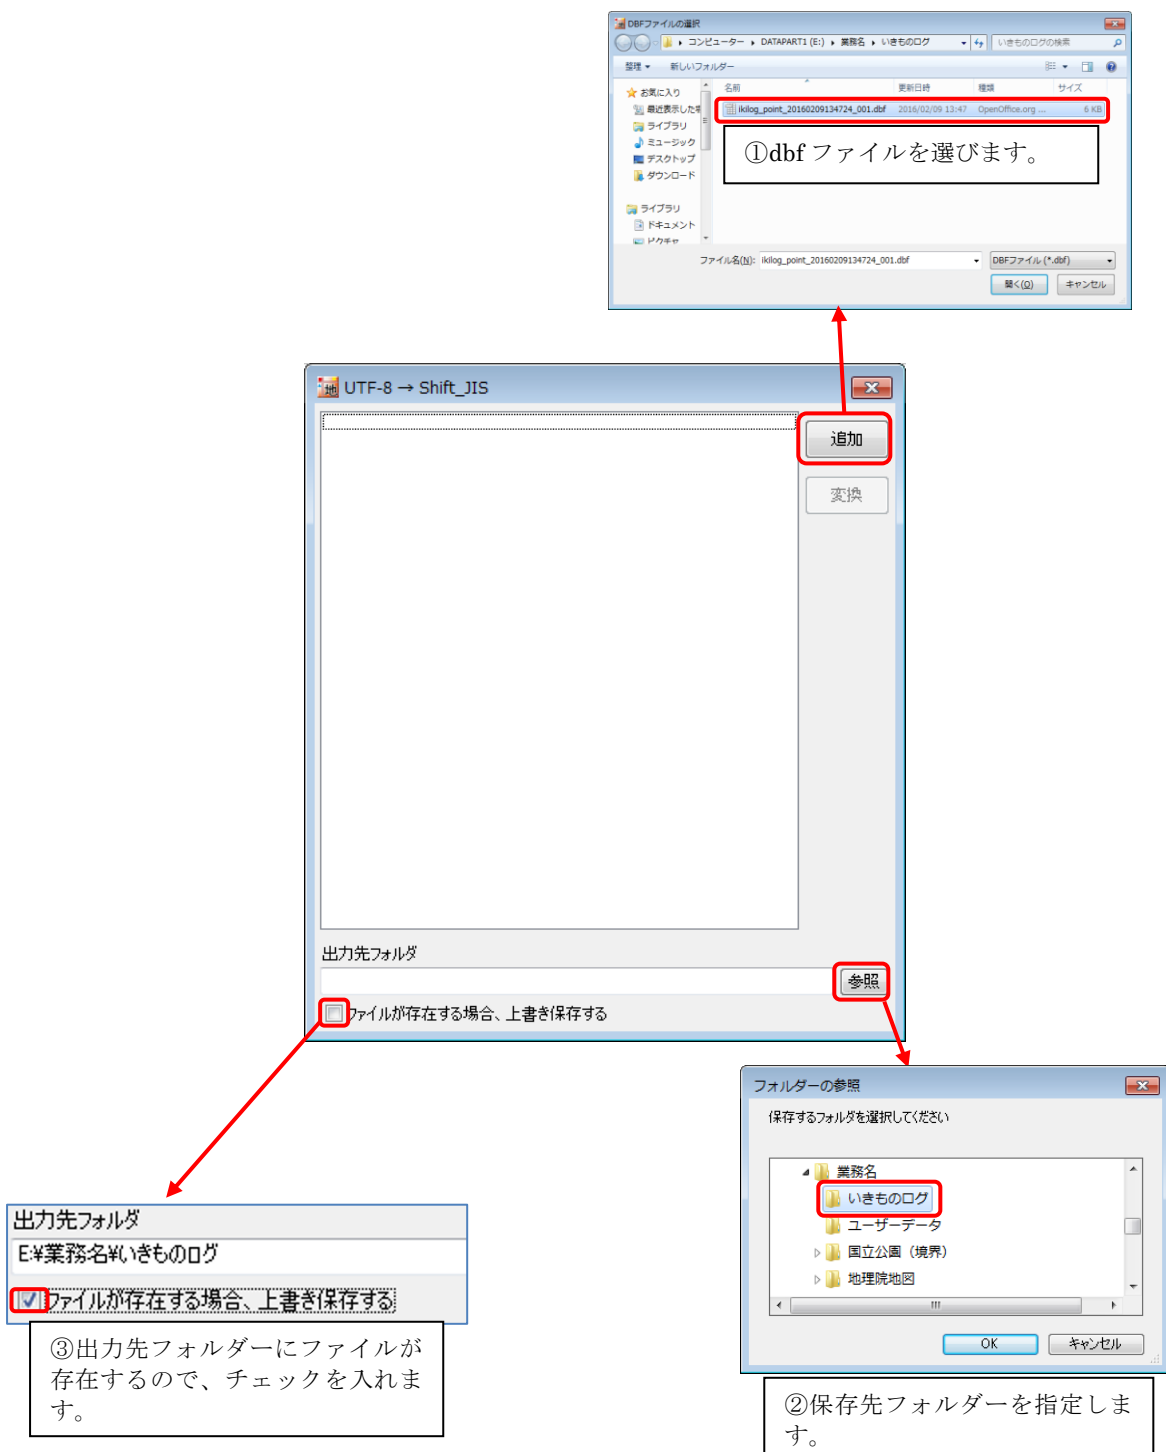 DBFファイルの選択
コンピューター ▸ DATAPART1 (E:) ▸ 業務名 ▸ いきものログ
いきものログの検索
整理 新しいフォルダー
名前 更新日時 種類 サイズ
お気に入り
ikilog_point_20160209134724_001.dbf 2016/02/09 13:47 OpenOffice.org ... 6 KB
最近表示した場
ライブラリ
ミュージック
デスクトップ
ダウンロード
①dbf ファイルを選びます。
ライブラリ
ドキュメント
ピクチャ
ファイル名(N): ikilog_point_20160209134724_001.dbf DBFファイル (*.dbf)
開く(O) キャンセル
UTF-8 → Shift_JIS
追加
変換
出力先フォルダ
参照
ファイルが存在する場合、上書き保存する
フォルダーの参照
保存するフォルダを選択してください
業務名
いきものログ
ユーザーデータ
国立公園（境界）
地理院地図
OK キャンセル
②保存先フォルダーを指定しま
す。
出力先フォルダ
E:¥業務名¥いきものログ
ファイルが存在する場合、上書き保存する
③出力先フォルダーにファイルが
存在するので、チェックを入れま
す。